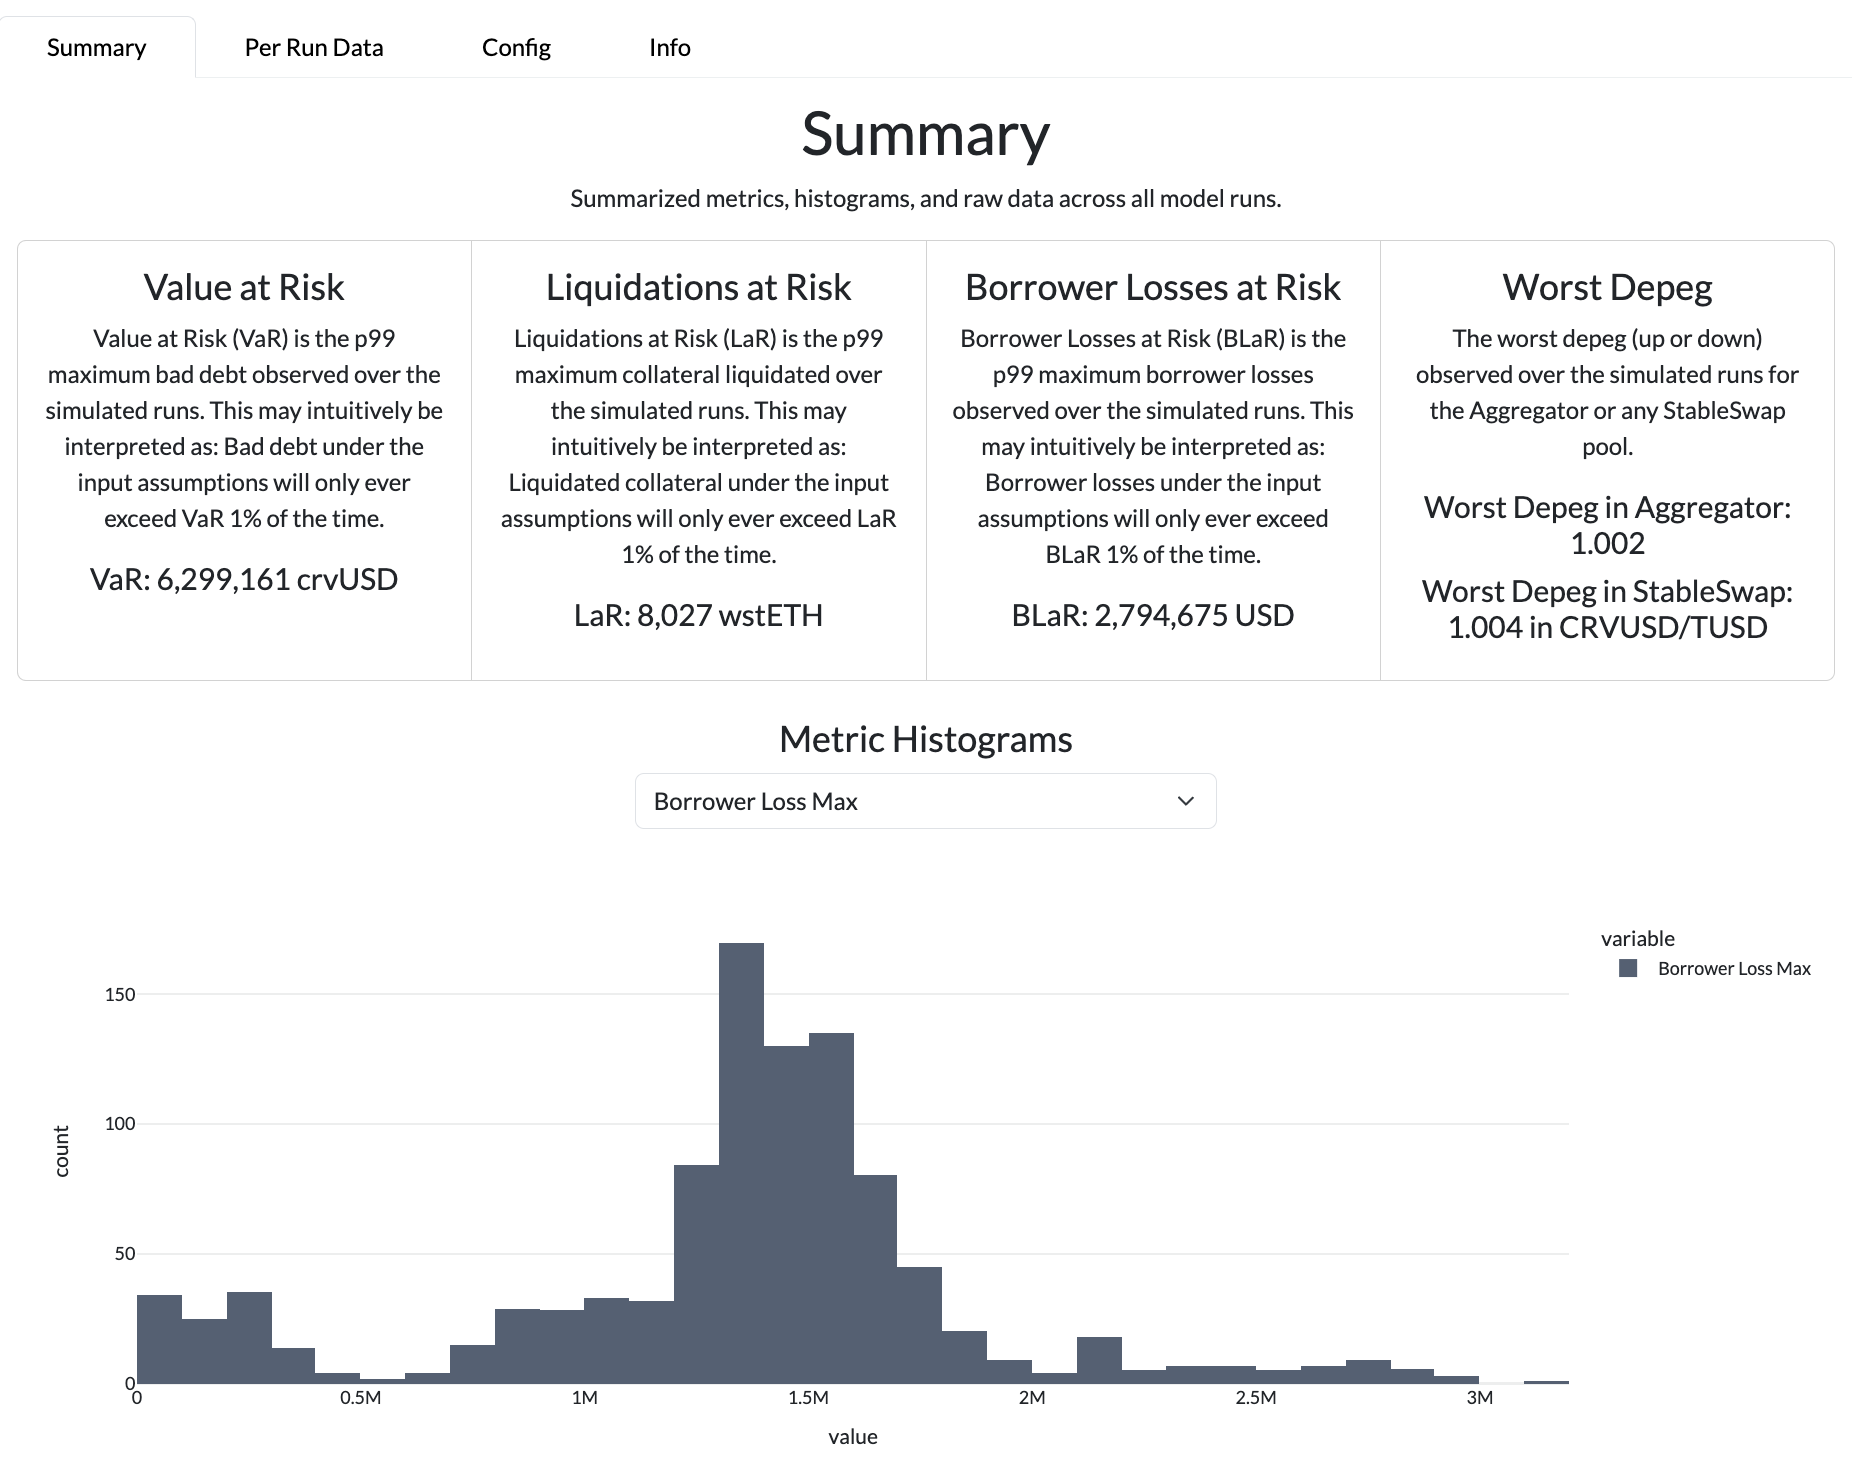 Summary
Per Run Data
Config
Info
Summary
Summarized metrics, histograms, and raw data across all model runs.
Value at Risk
Value at Risk (VaR) is the p99
maximum bad debt observed over the
simulated runs. This may intuitively be
interpreted as: Bad debt under the
input assumptions will only ever
exceed VaR 1% of the time.
VaR: 6,299,161 crvUSD
Liquidations at Risk
Liquidations at Risk (LaR) is the p99
maximum collateral liquidated over
the simulated runs. This may
intuitively be interpreted as:
Liquidated collateral under the input
assumptions will only ever exceed LaR
1% of the time.
LaR: 8,027 wstETH
Borrower Losses at Risk
Borrower Losses at Risk (BLaR) is the
p99 maximum borrower losses
observed over the simulated runs. This
may intuitively be interpreted as:
Borrower losses under the input
assumptions will only ever exceed
BLaR 1% of the time.
BLaR: 2,794,675 USD
Worst Depeg
The worst depeg (up or down)
observed over the simulated runs for
the Aggregator or any StableSwap
pool.
Worst Depeg in Aggregator:
1.002
Worst Depeg in StableSwap:
1.004 in CRVUSD/TUSD
Metric Histograms
Borrower Loss Max
variable
Borrower Loss Max
150
100
50
0
count
0
0.5M
1M
1.5M
2M
2.5M
3M
value